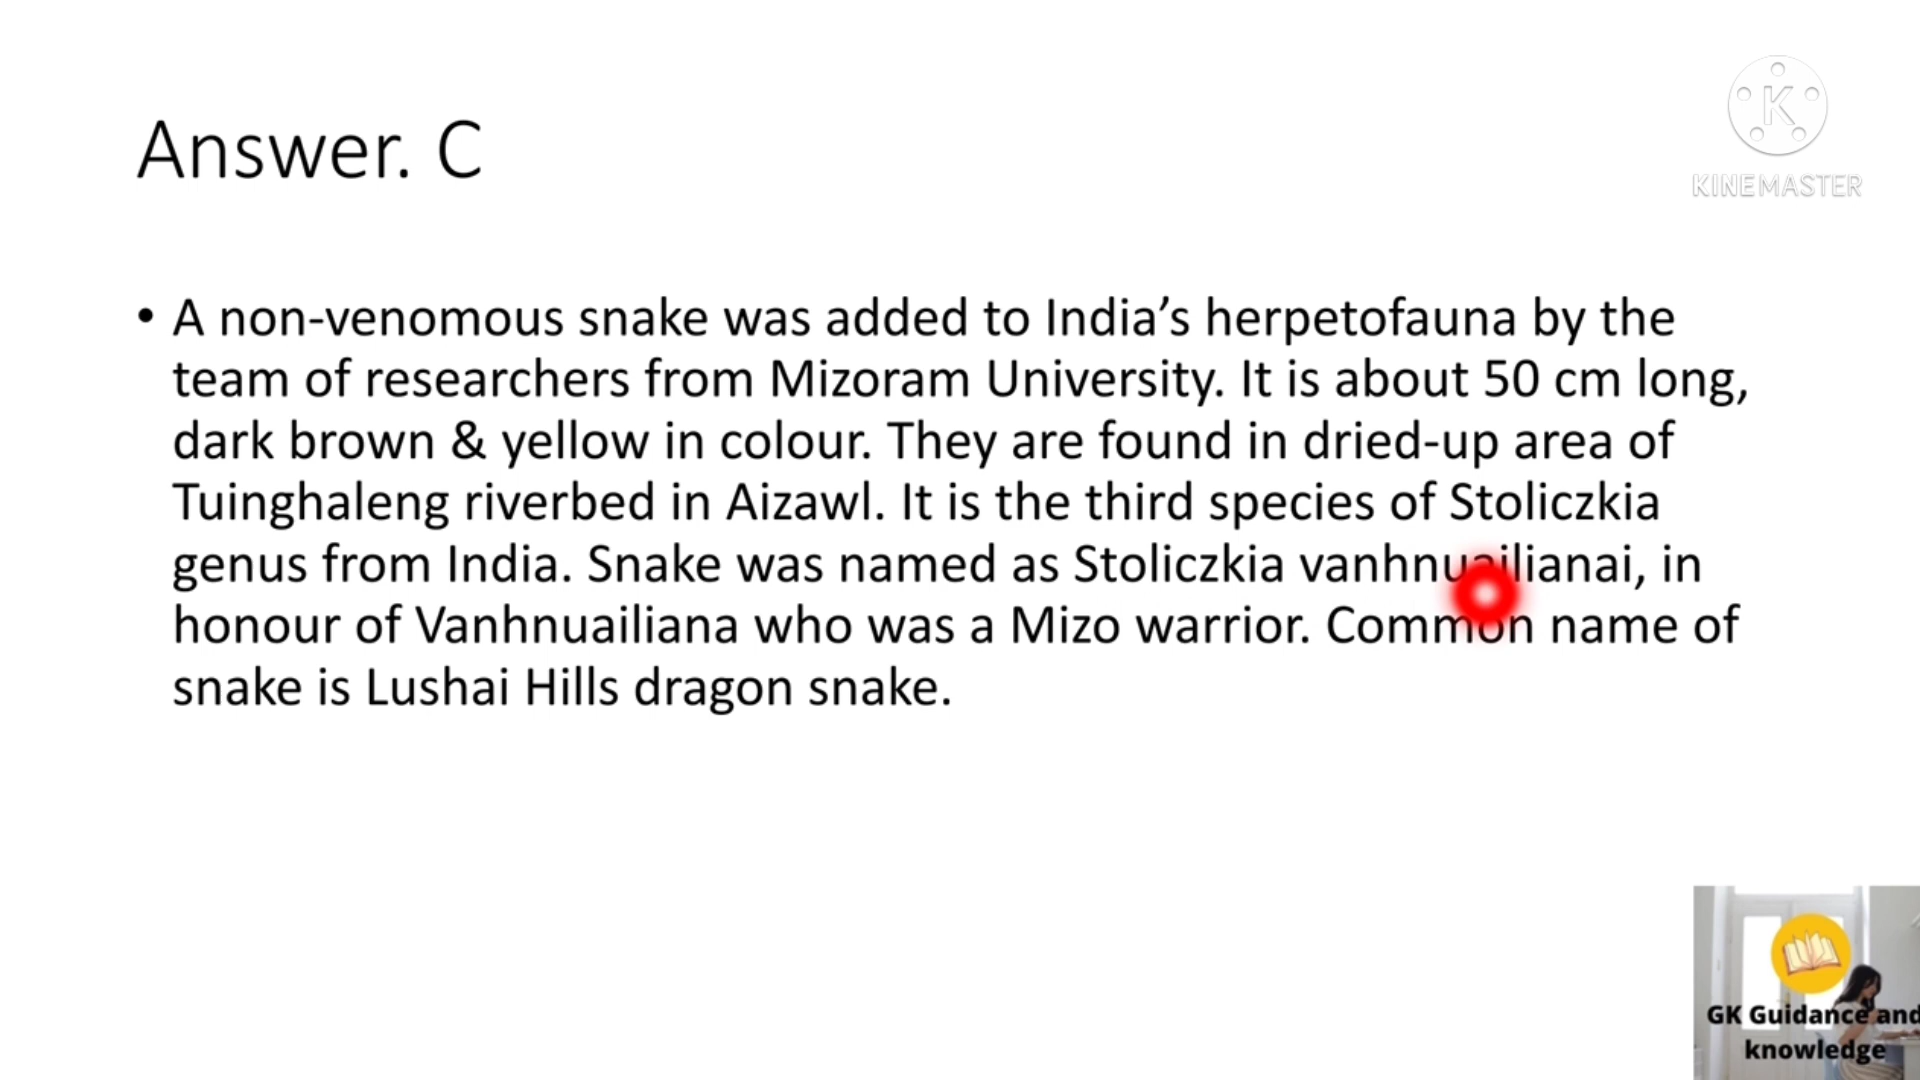 Answer. C
K
KINEMASTER
• A non-venomous snake was added to India’s herpetofauna by the
team of researchers from Mizoram University. It is about 50 cm long,
dark brown & yellow in colour. They are found in dried-up area of
Tuinghaleng riverbed in Aizawl. It is the third species of Stoliczkia
genus from India. Snake was named as Stoliczkia vanhnuailianai, in
honour of Vanhnuailiana who was a Mizo warrior. Common name of
snake is Lushai Hills dragon snake.
GK Guidance and
knowledge